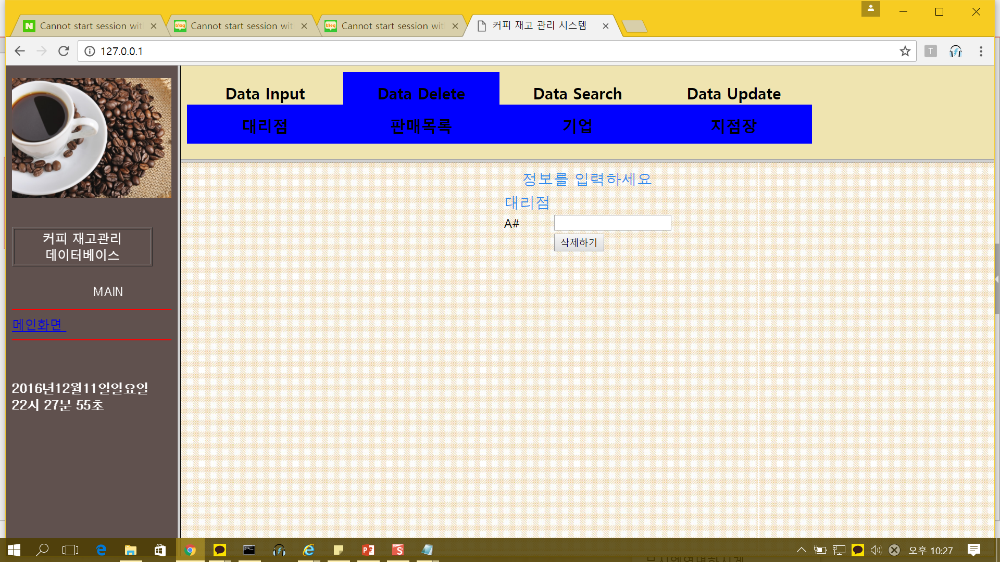 Cannot start session wit
Cannot start session wit
Cannot start session wit
커피 재고 관리 시스템
127.0.0.1
T
Data Input
Data Delete
Data Search
Data Update
대리점
판매목록
기업
지점장
정보를 입력하세요
대리점
A#
삭제하기
커피 재고관리
데이터베이스
MAIN
메인화면
2016년12월11일일요일
22시 27분 55초
오후 10:27